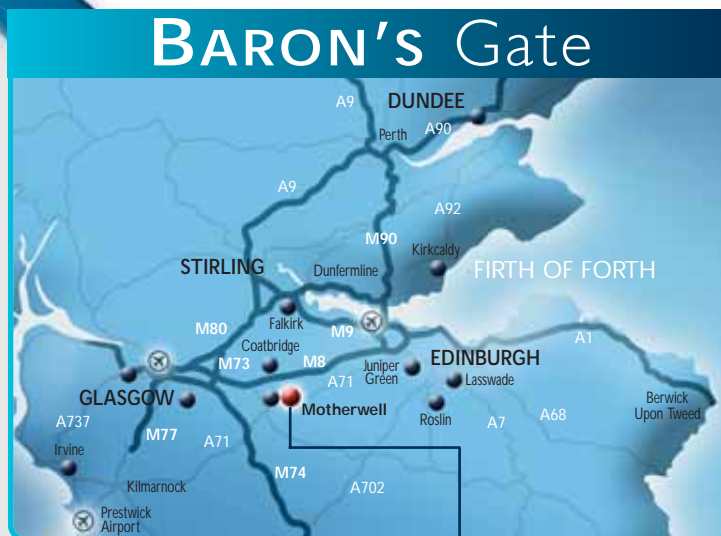 BARON'S Gate
A9
DUNDEE
Perth
A90
A9
A92
M90
Kirkcaldy
STIRLING
Dunfermline
FIRTH OF FORTH
Falkirk
M80
M9
A1
Coatbridge
M73
M8
Juniper
Green
EDINBURGH
A71
Lasswade
GLASGOW
Motherwell
Berwick
Upon Tweed
A737
Roslin
A7
A68
M77
A71
Irvine
M74
Kilmarnock
A702
Prestwick
Airport